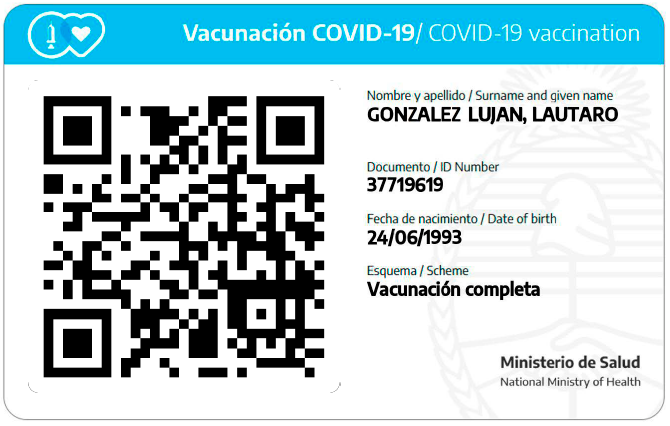 Vacunación COVID-19/ COVID-19 vaccination
Nombre y apellido / Surname and given name
GONZALEZ LUJAN, LAUTARO
Documento / ID Number
37719619
Fecha de nacimiento / Date of birth
24/06/1993
Esquema / Scheme
Vacunación completa
Ministerio de Salud
National Ministry of Health